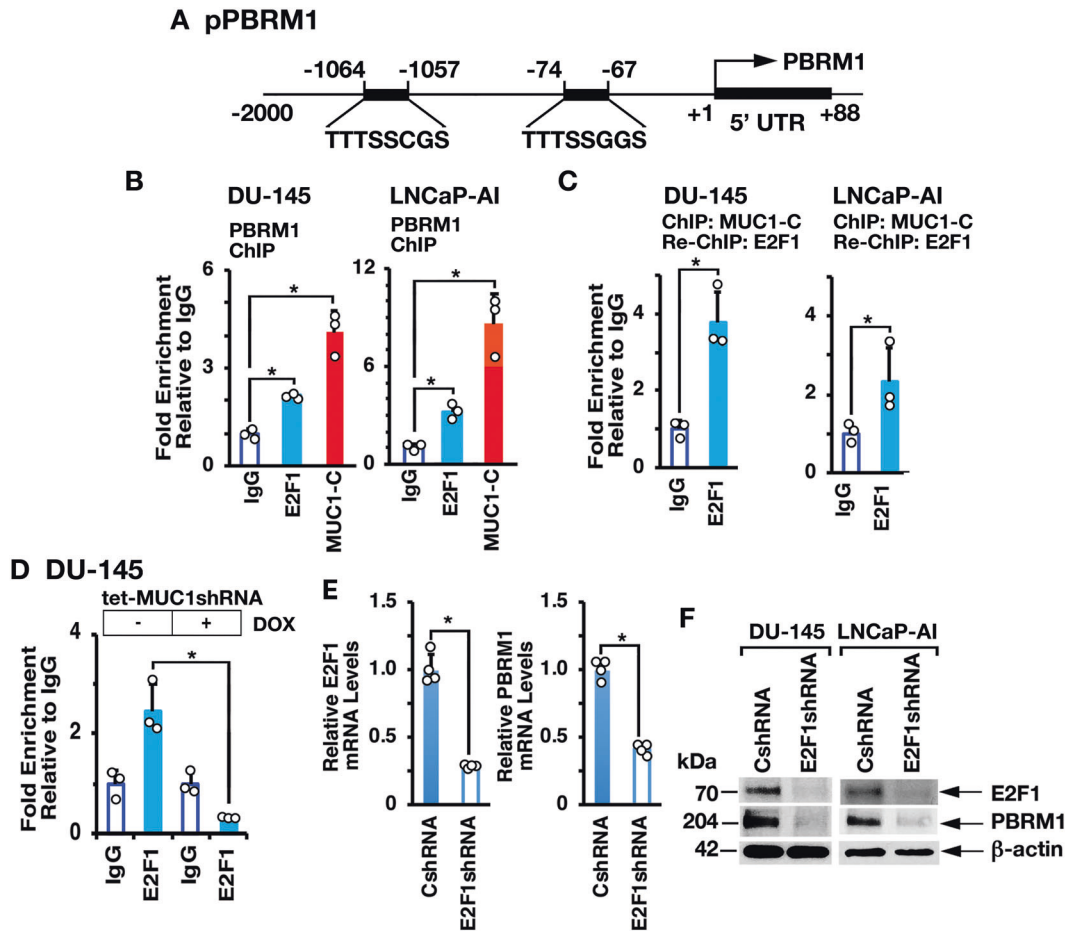 A pPBRM1
-1064 -1057 -74 -67 PBRM1
-2000 +1 5' UTR +88
TTTSSCGS TTTSSGGS
B
DU-145 LNCaP-AI
PBRM1 ChIP
PBRM1 ChIP
Fold Enrichment
Relative to IgG
6
3
0
* *
IgG E2F1 MUC1-C
12
6
0
* *
IgG E2F1 MUC1-C
C
DU-145 LNCaP-AI
ChIP: MUC1-C ChIP: MUC1-C
Re-ChIP: E2F1 Re-ChIP: E2F1
Fold Enrichment
Relative to IgG
4
2
0
*
IgG E2F1
4
2
0
*
IgG E2F1
D DU-145
tet-MUC1shRNA
- + DOX
Fold Enrichment
Relative to IgG
4
2
0
*
IgG E2F1 IgG E2F1
E
Relative E2F1
mRNA Levels
1.5
1.0
0.5
0
*
CshRNA E2F1shRNA
Relative PBRM1
mRNA Levels
1.5
1.0
0.5
0
*
CshRNA E2F1shRNA
F
DU-145 LNCaP-AI
CshRNA E2F1shRNA CshRNA E2F1shRNA
kDa
70 E2F1
204 PBRM1
42 β-actin